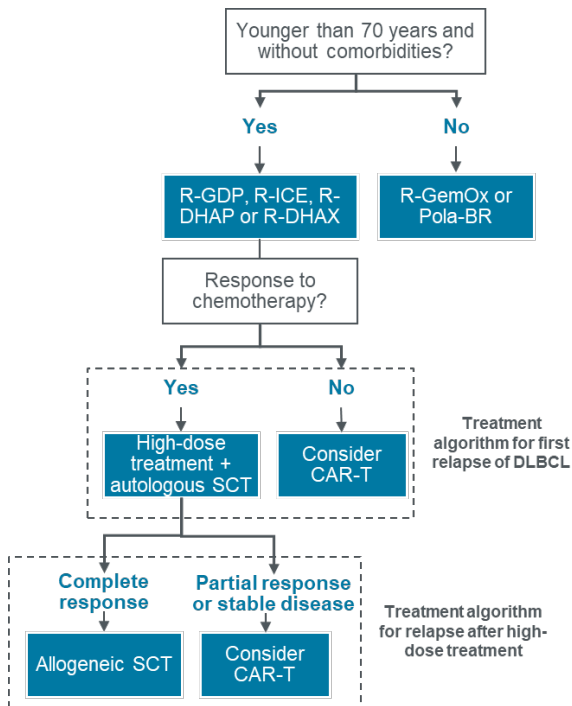 Younger than 70 years and
without comorbidities?
Yes
No
R-GDP, R-ICE, R-
DHAP or R-DHAX
R-GemOx or
Pola-BR
Response to
chemotherapy?
Yes
No
High-dose
treatment +
autologous SCT
Consider
CAR-T
Treatment
algorithm for first
relapse of DLBCL
Complete
response
Partial response
or stable disease
Allogeneic SCT
Consider
CAR-T
Treatment algorithm
for relapse after high-
dose treatment